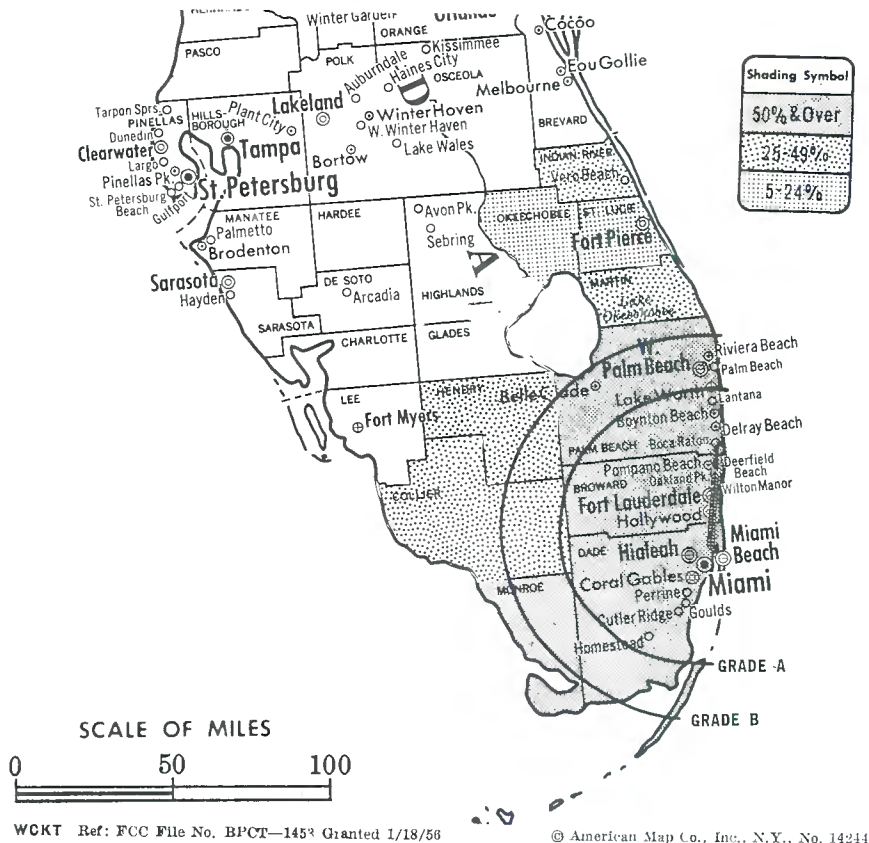 Winter Garden
ORANGE
Kissimmee
Cocoo
PASCO
POLK
Auburndale
Haines City
OSCEOLA
EauGollie
Melbourne
Shading Symbol
50% & Over
25-49%
5-24%
Tarpon Sprs.
PINELLAS
HILLS-
BOROUGH
Plant City
Lakeland
D
WinterHaven
W. Winter Haven
BREVARD
Dunedin
Clearwater
Tampa
Bortow
Lake Wales
INDIAN RIVER
Largo
Pinellas Pk.
St. Petersburg
Vero Beach
St. Petersburg
Beach
Gulfport
MANATEE
HARDEE
Avon Pk.
OKEECHOBEE
ST. LUCIE
Palmetto
Brodenton
Sebring
Fort Pierce
A
Sarasota
Hayden
DE SOTO
Arcadia
HIGHLANDS
MARTIN
Lake
Okeechobee
SARASOTA
CHARLOTTE
GLADES
W.
Palm Beach
Riviera Beach
Palm Beach
LEE
HENDRY
Belle Glade
Lake Worth
Lantana
Fort Myers
Boynton Beach
Delray Beach
PALM BEACH
Boca Raton
Pompano Beach
Deerfield
Beach
COLLIER
BROWARD
Oakland Pk.
Wilton Manor
Fort Lauderdale
Hollywood
Miami
Beach
DADE
Hialeah
Coral Gables
Miami
MONROE
Perrine
Cutler Ridge
Goulds
Homestead
GRADE A
GRADE B
SCALE OF MILES
0 50 100
WCKT Ref: FCC File No. BPCT—1453 Granted 1/18/56
© American Map Co., Inc., N.Y., No. 14244